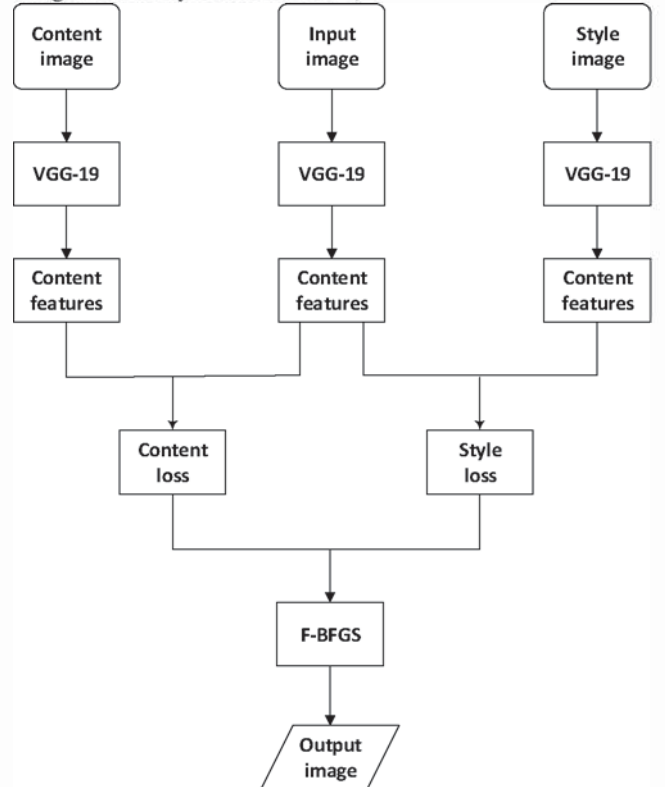 Content
image
Input
image
Style
image
VGG-19
VGG-19
VGG-19
Content
features
Content
features
Content
features
Content
loss
Style
loss
F-BFGS
Output
image